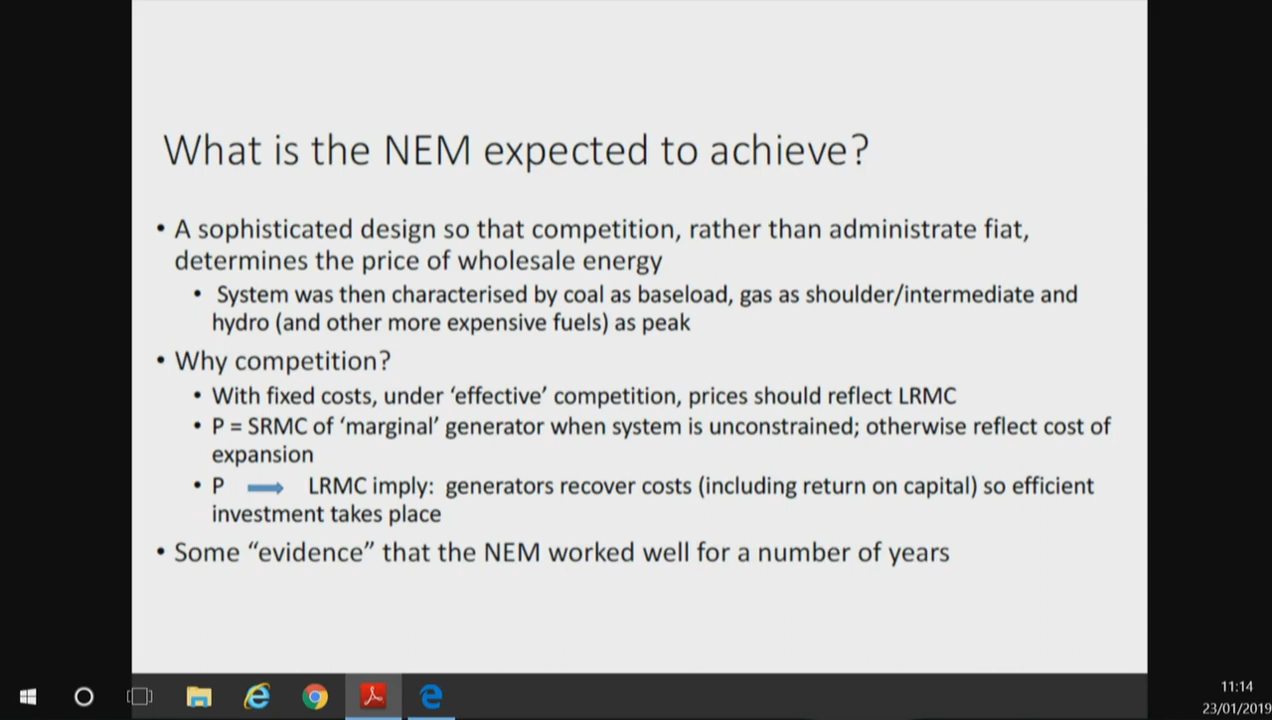 What is the NEM expected to achieve?
• A sophisticated design so that competition, rather than administrate fiat,
determines the price of wholesale energy
• System was then characterised by coal as baseload, gas as shoulder/intermediate and
hydro (and other more expensive fuels) as peak
• Why competition?
• With fixed costs, under ‘effective’ competition, prices should reflect LRMC
• P = SRMC of ‘marginal’ generator when system is unconstrained; otherwise reflect cost of
expansion
• P LRMC imply: generators recover costs (including return on capital) so efficient
investment takes place
• Some “evidence” that the NEM worked well for a number of years
11:14
23/01/2019